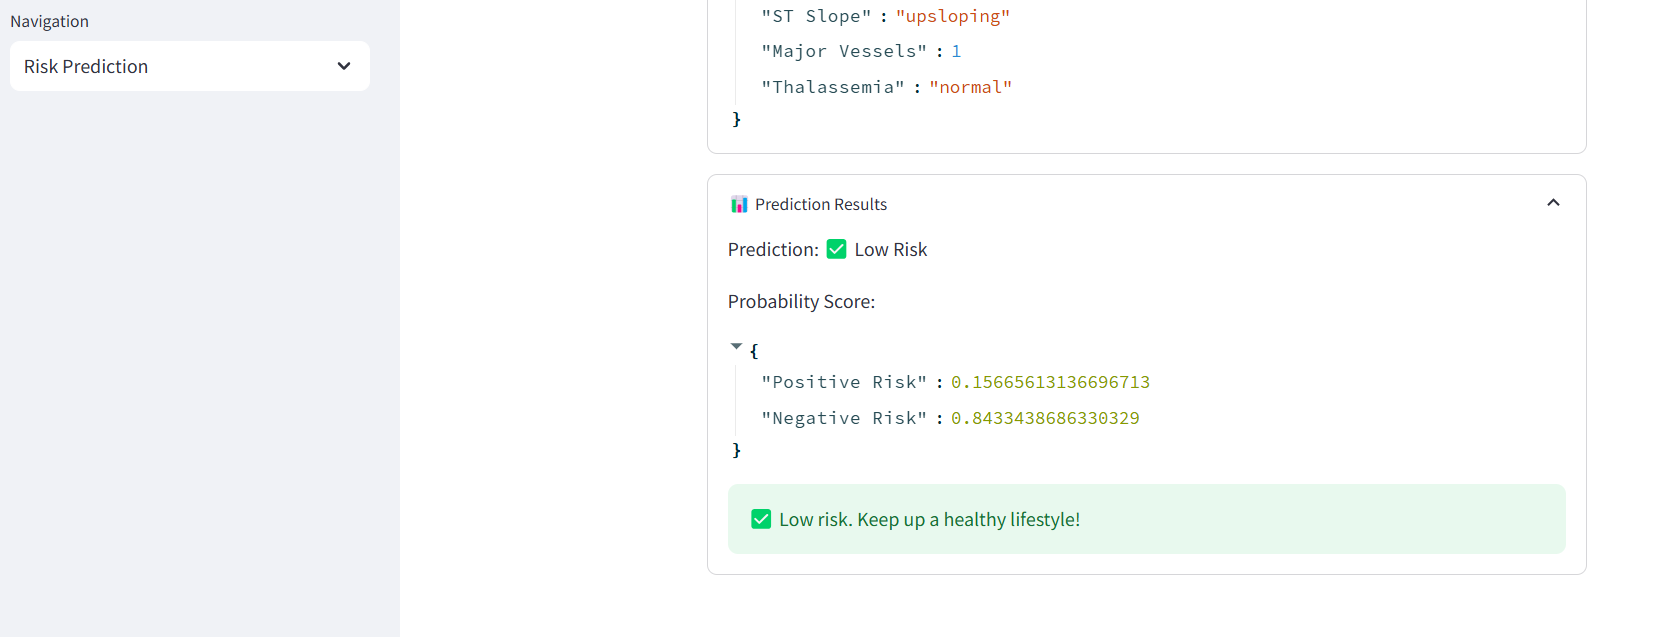 Navigation
Risk Prediction
"ST Slope" : "upsloping"
"Major Vessels" : 1
"Thalassemia" : "normal"
}
Prediction Results
Prediction: ✅ Low Risk
Probability Score:
{
"Positive Risk" : 0.15665613136696713
"Negative Risk" : 0.8433438686330329
}
✅ Low risk. Keep up a healthy lifestyle!